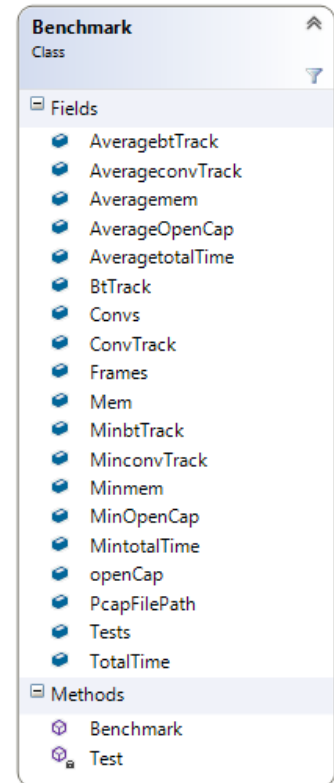 Benchmark
Class
Fields
AveragebtTrack
AverageconvTrack
Averagemem
AverageOpenCap
AveragetotalTime
BtTrack
Convs
ConvTrack
Frames
Mem
MinbtTrack
MinconvTrack
Minmem
MinOpenCap
MintotalTime
openCap
PcapFilePath
Tests
TotalTime
Methods
Benchmark
Test